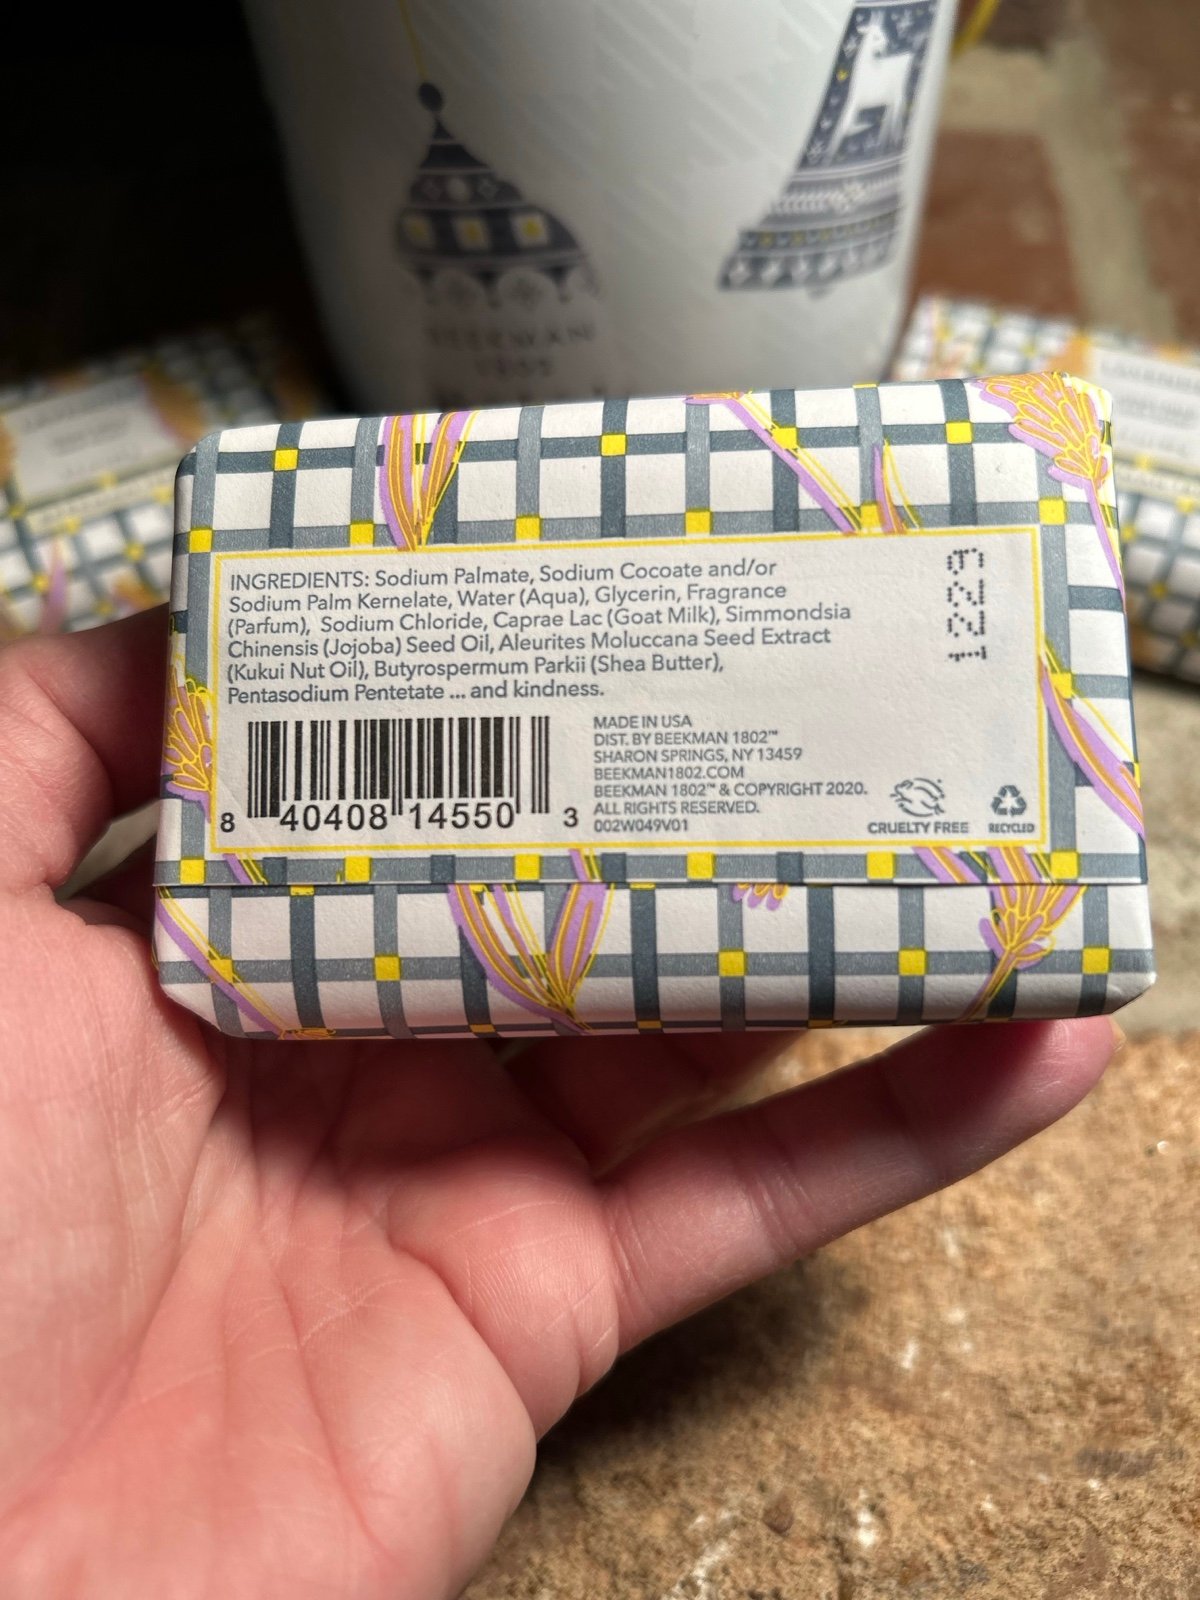 BEEKMAN
1802
INGREDIENTS: Sodium Palmate, Sodium Cocoate and/or
Sodium Palm Kernelate, Water (Aqua), Glycerin, Fragrance
(Parfum), Sodium Chloride, Caprae Lac (Goat Milk), Simmondsia
Chinensis (Jojoba) Seed Oil, Aleurites Moluccana Seed Extract
(Kukui Nut Oil), Butyrospermum Parkii (Shea Butter),
Pentasodium Pentetate ... and kindness.
MADE IN USA
DIST. BY BEEKMAN 1802™
SHARON SPRINGS, NY 13459
BEEKMAN1802.COM
BEEKMAN 1802™ & COPYRIGHT 2020.
ALL RIGHTS RESERVED.
002W049V01
8 40408 14550 3
CRUELTY FREE
RECYCLED
1229